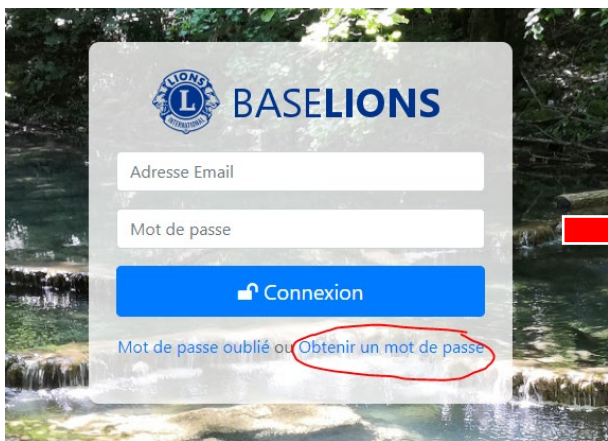 LIONS
L
INTERNATIONAL
BASELIONS
Adresse Email
Mot de passe
Connexion
Mot de passe oublié ou Obtenir un mot de passe